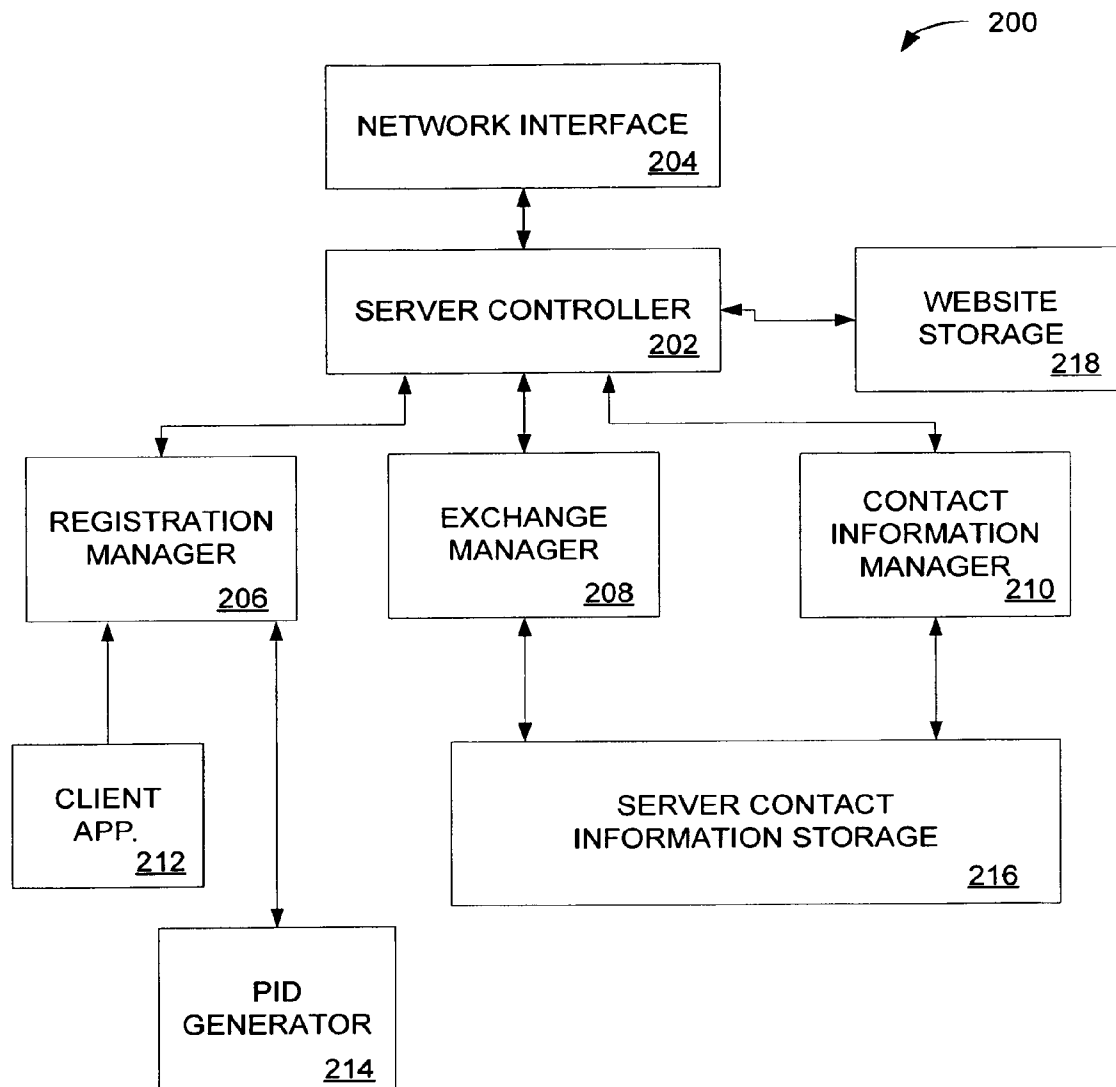 200
NETWORK INTERFACE
204
SERVER CONTROLLER
202
WEBSITE
STORAGE
218
REGISTRATION
MANAGER
206
EXCHANGE
MANAGER
208
CONTACT
INFORMATION
MANAGER
210
CLIENT
APP.
212
SERVER CONTACT
INFORMATION STORAGE
216
PID
GENERATOR
214